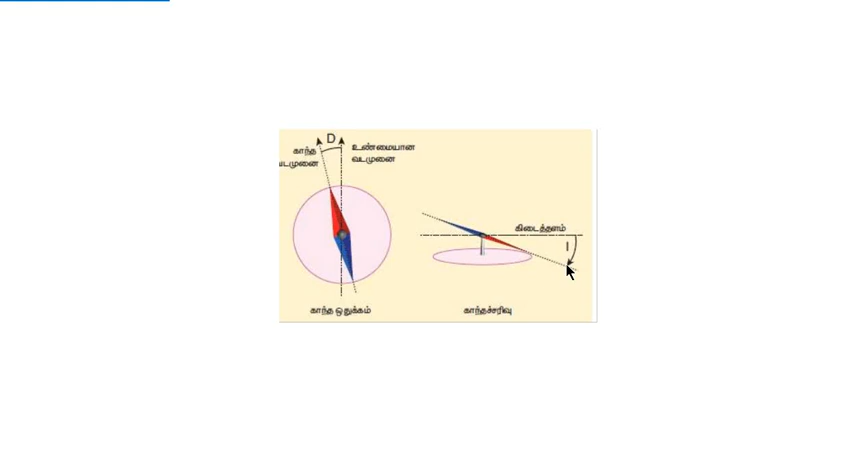 D
காந்த
வடமுனை
உண்மையான
வடமுனை
கிடைத்தளம்
I
காந்த ஒதுக்கம்
காந்தச்சரிவு